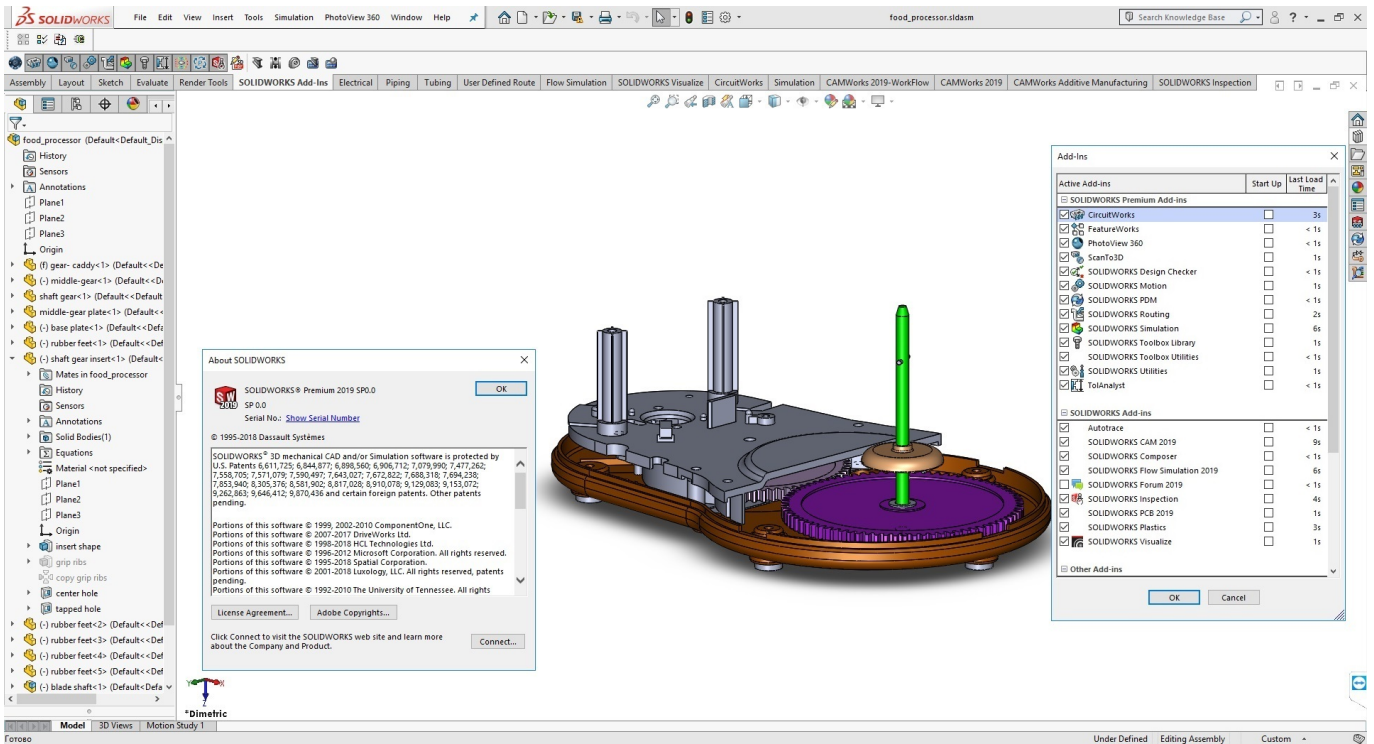 SOLIDWORKS File Edit View Insert Tools Simulation PhotoView 360 Window Help food_processor.sldasm Search Knowledge Base
Assembly Layout Sketch Evaluate Render Tools SOLIDWORKS Add-Ins Electrical Piping Tubing User Defined Route Flow Simulation SOLIDWORKS Visualize CircuitWorks Simulation CAMWorks 2019-WorkFlow CAMWorks 2019 CAMWorks Additive Manufacturing SOLIDWORKS Inspection
food_processor (Default<Default_Dis
History
Sensors
Annotations
Plane1
Plane2
Plane3
Origin
(f) gear- caddy<1> (Default<<De
(-) middle-gear<1> (Default<<D
shaft gear<1> (Default<<Default
middle-gear plate<1> (Default<<
(-) base plate<1> (Default<<Defa
(-) rubber feet<1> (Default<<Def
(-) shaft gear insert<1> (Default<
Mates in food_processor
History
Sensors
Annotations
Solid Bodies(1)
Equations
Material <not specified>
Plane1
Plane2
Plane3
Origin
insert shape
grip ribs
copy grip ribs
center hole
tapped hole
(-) rubber feet<2> (Default<<Def
(-) rubber feet<3> (Default<<Def
(-) rubber feet<4> (Default<<Def
(-) rubber feet<5> (Default<<Def
(-) blade shaft<1> (Default<Defa
About SOLIDWORKS
SW
2019
SOLIDWORKS® Premium 2019 SP0.0
OK
SP 0.0
Serial No.: Show Serial Number
© 1995-2018 Dassault Systèmes
SOLIDWORKS® 3D mechanical CAD and/or Simulation software is protected by
U.S. Patents 6,611,725; 6,844,877; 6,898,560; 6,906,712; 7,079,990; 7,477,262;
7,558,705; 7,571,079; 7,590,497; 7,643,027; 7,672,822; 7,688,318; 7,694,238;
7,853,940; 8,305,376; 8,581,902; 8,817,028; 8,910,078; 9,129,083; 9,153,072;
9,262,863; 9,646,412; 9,870,436 and certain foreign patents. Other patents
pending.
Portions of this software © 1999, 2002-2010 ComponentOne, LLC.
Portions of this software © 2007-2017 DriveWorks Ltd.
Portions of this software © 1998-2018 HCL Technologies Ltd.
Portions of this software © 1996-2012 Microsoft Corporation. All rights reserved.
Portions of this software © 1995-2018 Spatial Corporation.
Portions of this software © 2001-2018 Luxology, LLC. All rights reserved, patents
pending.
Portions of this software © 1992-2010 The University of Tennessee. All rights
License Agreement... Adobe Copyrights...
Click Connect to visit the SOLIDWORKS web site and learn more
about the Company and Product.
Connect...
Add-Ins
Active Add-ins Start Up Last Load Time
SOLIDWORKS Premium Add-ins
CircuitWorks 3s
FeatureWorks < 1s
PhotoView 360 < 1s
ScanTo3D 1s
SOLIDWORKS Design Checker < 1s
SOLIDWORKS Motion 1s
SOLIDWORKS PDM < 1s
SOLIDWORKS Routing 2s
SOLIDWORKS Simulation 6s
SOLIDWORKS Toolbox Library 1s
SOLIDWORKS Toolbox Utilities < 1s
SOLIDWORKS Utilities 1s
TolAnalyst < 1s
SOLIDWORKS Add-ins
Autotrace < 1s
SOLIDWORKS CAM 2019 9s
SOLIDWORKS Composer < 1s
SOLIDWORKS Flow Simulation 2019 6s
SOLIDWORKS Forum 2019 < 1s
SOLIDWORKS Inspection 4s
SOLIDWORKS PCB 2019 1s
SOLIDWORKS Plastics 3s
SOLIDWORKS Visualize 1s
Other Add-ins
OK Cancel
Z
*Dimetric
Model 3D Views Motion Study 1
Готово Under Defined Editing Assembly Custom